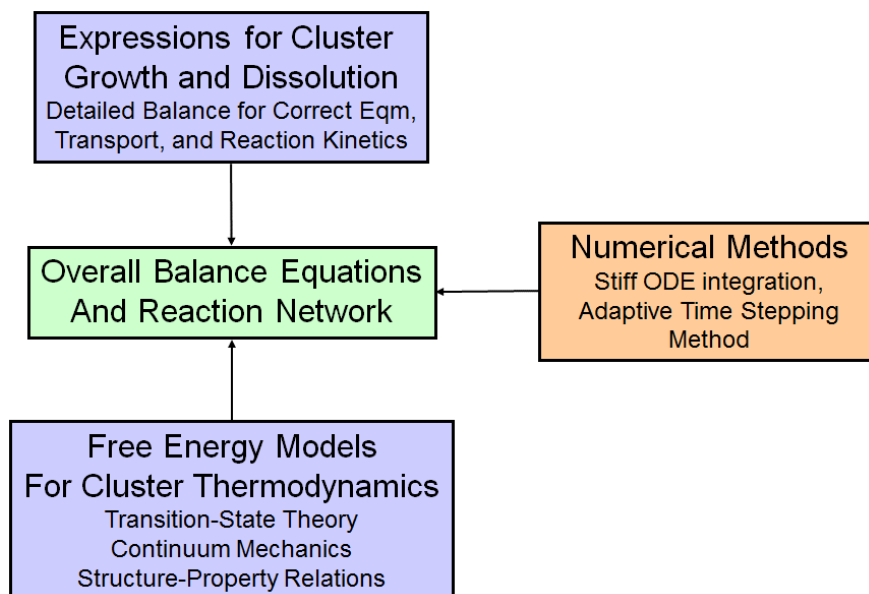 Expressions for Cluster
Growth and Dissolution
Detailed Balance for Correct Eqm,
Transport, and Reaction Kinetics
Overall Balance Equations
And Reaction Network
Numerical Methods
Stiff ODE integration,
Adaptive Time Stepping
Method
Free Energy Models
For Cluster Thermodynamics
Transition-State Theory
Continuum Mechanics
Structure-Property Relations